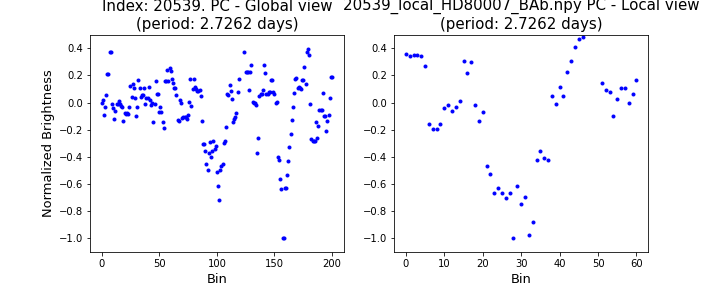 Index: 20539. PC - Global view
(period: 2.7262 days)
20539_local_HD80007_BAb.npy PC - Local view
(period: 2.7262 days)
Normalized Brightness
0.4
0.2
0.0
−0.2
−0.4
−0.6
−0.8
−1.0
0 50 100 150 200
Bin
0.4
0.2
0.0
−0.2
−0.4
−0.6
−0.8
−1.0
0 10 20 30 40 50 60
Bin